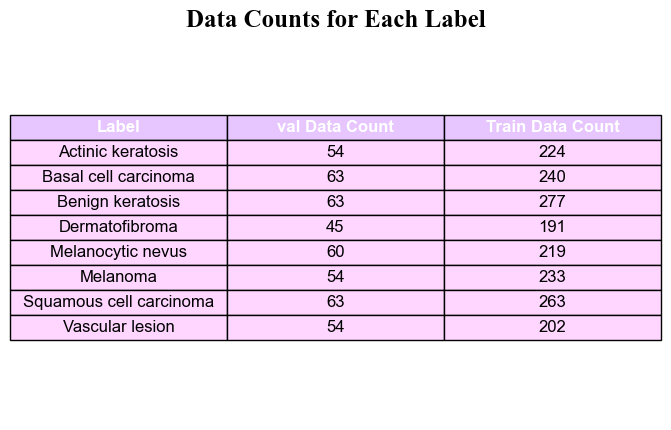 Data Counts for Each Label
Label val Data Count Train Data Count
Actinic keratosis 54 224
Basal cell carcinoma 63 240
Benign keratosis 63 277
Dermatofibroma 45 191
Melanocytic nevus 60 219
Melanoma 54 233
Squamous cell carcinoma 63 263
Vascular lesion 54 202